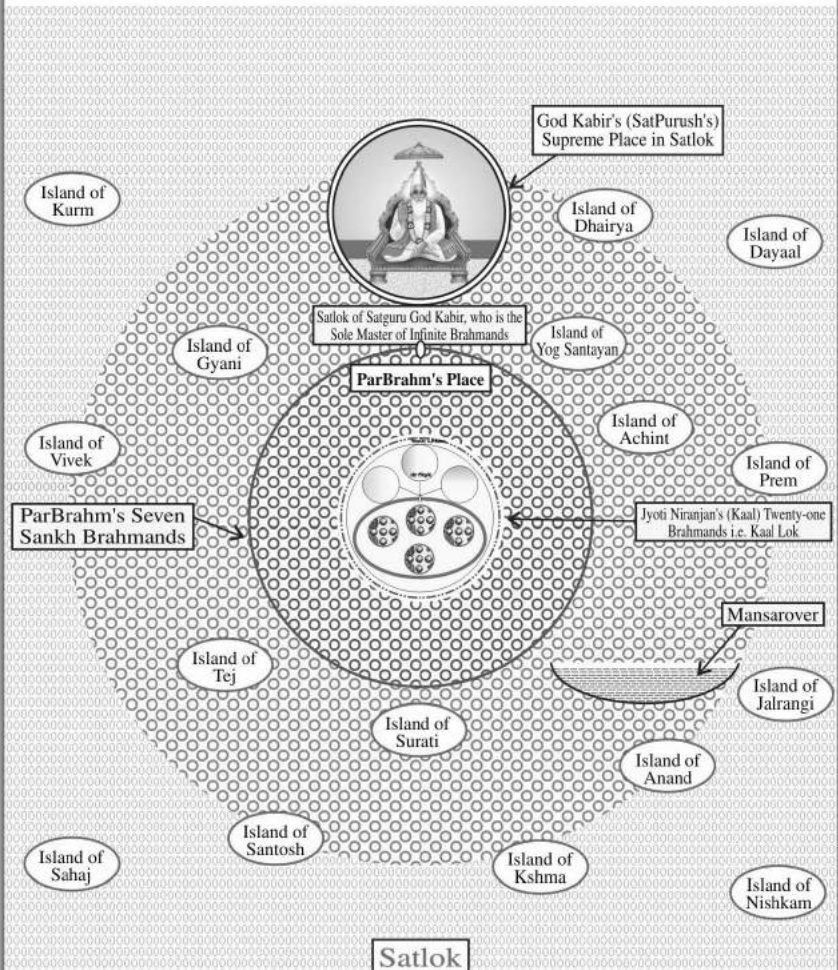 God Kabir's (SatPurush's)
Supreme Place in Satlok
Island of
Kurm
Island of
Dhairya
Island of
Dayaal
Satlok of Satguru God Kabir, who is the
Sole Master of Infinite Brahmands
Island of
Gyani
Island of
Yog Santayan
ParBrahm's Place
Island of
Achint
Island of
Vivek
Island of
Prem
ParBrahm's Seven
Sankh Brahmands
Jyoti Niranjan's (Kaal) Twenty-one
Brahmands i.e. Kaal Lok
Mansarover
Island of
Tej
Island of
Jalrangi
Island of
Surati
Island of
Anand
Island of
Santosh
Island of
Sahaj
Island of
Kshma
Island of
Nishkam
Satlok